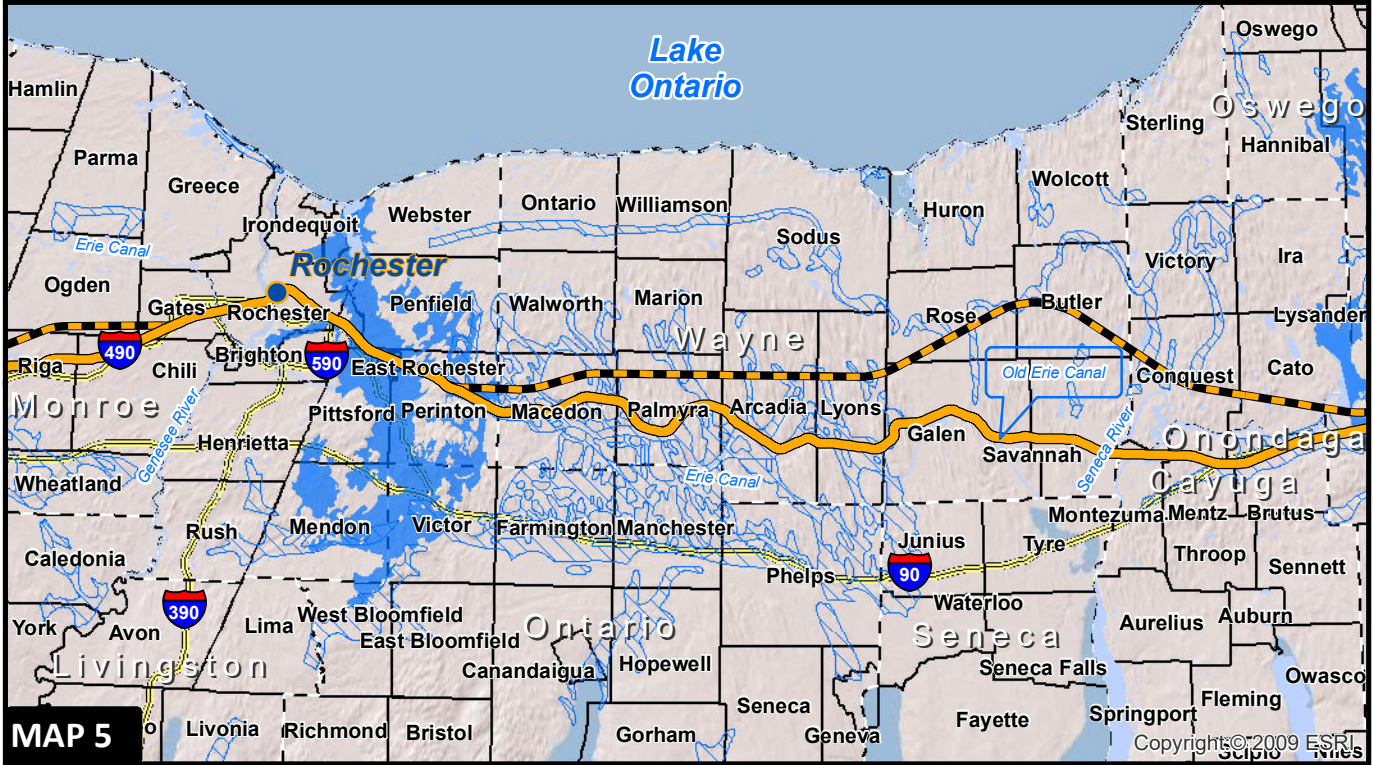 Lake
Ontario
Oswego
Hamlin
Oswego
Sterling
Hannibal
Parma
Greece
Wolcott
Webster
Ontario
Williamson
Huron
Irondequoit
Sodus
Erie Canal
Victory
Ira
Rochester
Ogden
Gates
Penfield
Walworth
Marion
Butler
Rochester
Rose
Lysander
Wayne
490
590
Brighton
Riga
Chili
East Rochester
Old Erie Canal
Conquest
Cato
Monroe
Pittsford
Perinton
Macedon
Palmyra
Arcadia
Lyons
Genesee River
Henrietta
Galen
Seneca River
Onondaga
Savannah
Wheatland
Erie Canal
Cayuga
Rush
Mendon
Victor
Farmington
Manchester
Montezuma
Mentz
Brutus
Junius
Tyre
Caledonia
Throop
Sennett
Phelps
90
390
Waterloo
York
Avon
Lima
West Bloomfield
Ontario
Seneca
Aurelius
Auburn
East Bloomfield
Livingston
Canandaigua
Hopewell
Seneca Falls
Owasco
Fleming
Seneca
Springport
MAP 5
o
Livonia
Richmond
Bristol
Gorham
Geneva
Fayette
Copyright:© 2009 ESRI
Scipio
Niles